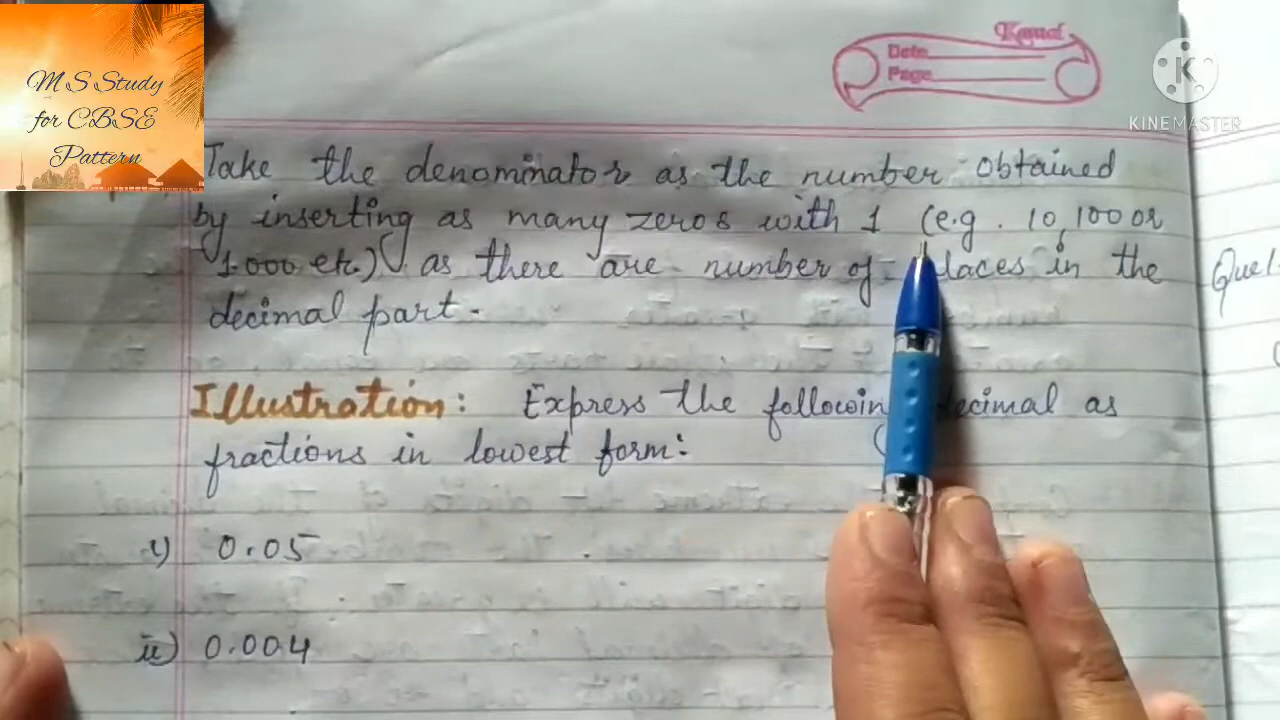 M S Study
for CBSE
Pattern
Kamal
Date
Page
KINEMASTER
Take the denominator as the number obtained
by inserting as many zeros with 1 (e.g. 10,100 or
1000 etc.) as there are number of places in the
decimal part.
Illustration: Express the following decimal as
fractions in lowest form:
i) 0.05
ii) 0.004